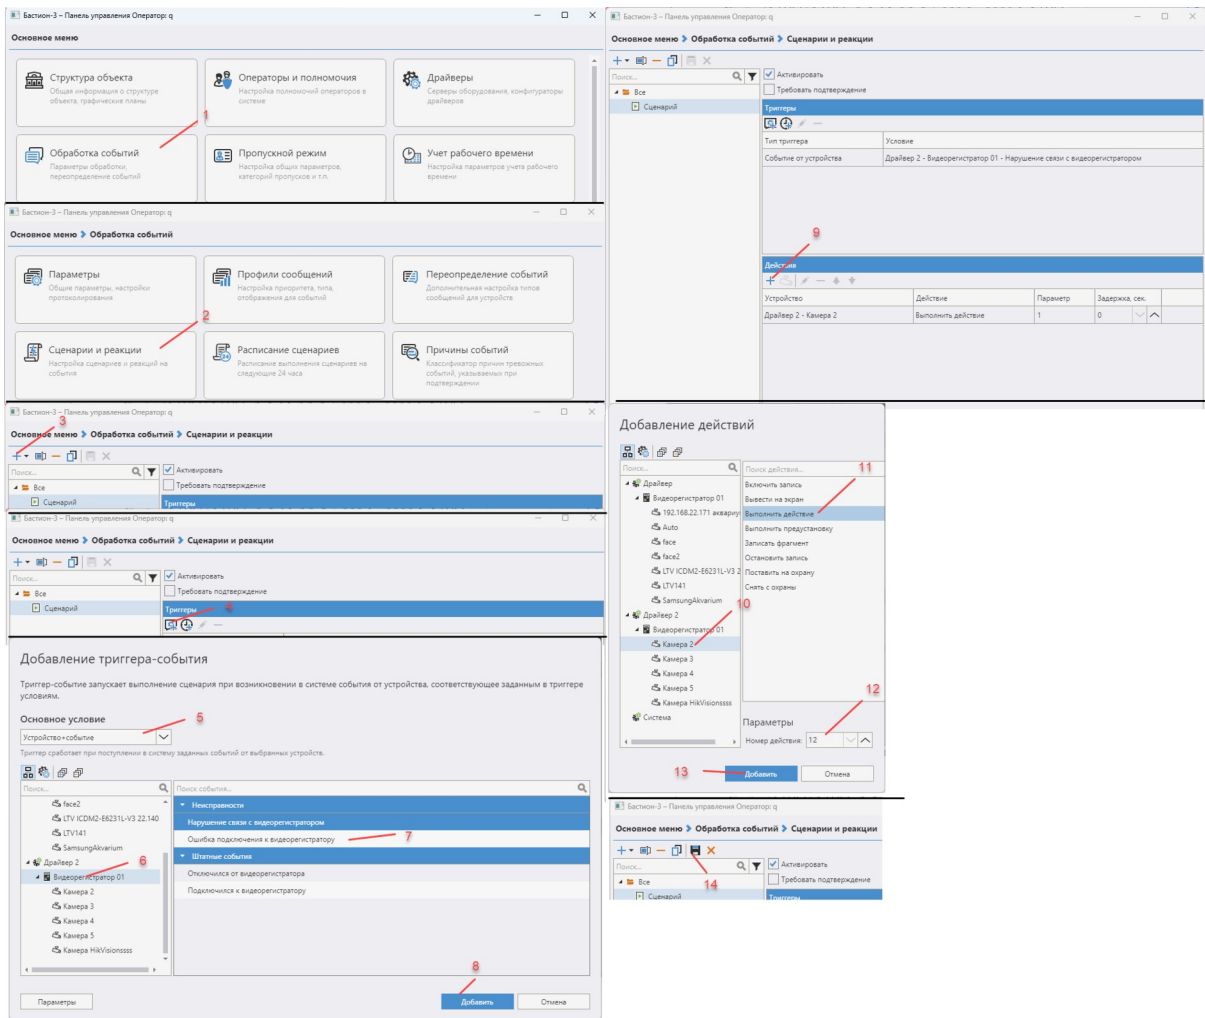 Бастион-3 – Панель управления Оператор: q
Основное меню
Структура объекта
Общая информация о структуре
объекта, графические планы
Операторы и полномочия
Настройка полномочий операторов в
системе
Драйверы
Серверы оборудования, конфигураторы
драйверов
1
Обработка событий
Параметры обработки,
переопределение событий
Пропускной режим
Настройка общих параметров,
категорий пропусков и т.п.
Учет рабочего времени
Настройка параметров учета рабочего
времени
Бастион-3 – Панель управления Оператор: q
Основное меню > Обработка событий
Параметры
Общие параметры, настройки
протоколирования
Профили сообщений
Настройка приоритета, типа,
отображения для событий
Переопределение событий
Дополнительная настройка типов
сообщений для устройств
2
Сценарии и реакции
Настройка сценариев и реакций на
события
24
Расписание сценариев
Расписание выполнения сценариев на
следующие 24 часа
Причины событий
Классификатор причин тревожных
событий, указываемых при
подтверждении
Бастион-3 – Панель управления Оператор: q
3
Основное меню > Обработка событий > Сценарии и реакции
Поиск...
Активировать
Все
Требовать подтверждение
Сценарий
Триггеры
Бастион-3 – Панель управления Оператор: q
Основное меню > Обработка событий > Сценарии и реакции
Поиск...
Активировать
Все
Требовать подтверждение
Сценарий
Триггеры
4
Добавление триггера-события
Триггер-событие запускает выполнение сценария при возникновении в системе события от устройства, соответствующее заданным в триггере
условиям.
Основное условие
5
Устройство+событие
Триггер сработает при поступлении в систему заданных событий от выбранных устройств.
Поиск...
Поиск события...
face2
LTV ICDM2-E6231L-V3 22.140
LTV141
SamsungAkvarium
Драйвер 2
6
Видеорегистратор 01
Камера 2
Камера 3
Камера 4
Камера 5
Камера HikVisionssss
Неисправности
Нарушение связи с видеорегистратором
Ошибка подключения к видеорегистратору
7
Штатные события
Отключился от видеорегистратора
Подключился к видеорегистратору
8
Параметры
Добавить
Отмена
Бастион-3 – Панель управления Оператор: q
Основное меню > Обработка событий > Сценарии и реакции
Поиск...
Активировать
Все
Требовать подтверждение
Сценарий
Триггеры
Тип триггера
Условие
Событие от устройства
Драйвер 2 - Видеорегистратор 01 - Нарушение связи с видеорегистратором
9
Действия
Устройство
Действие
Параметр
Задержка, сек.
Драйвер 2 - Камера 2
Выполнить действие
1
0
Добавление действий
Поиск...
Поиск действия...
11
Драйвер
Видеорегистратор 01
192.168.22.171 аквариу
Auto
face
face2
LTV ICDM2-E6231L-V3 2
LTV141
SamsungAkvarium
Драйвер 2
10
Видеорегистратор 01
Камера 2
Камера 3
Камера 4
Камера 5
Камера HikVisionssss
Система
Включить запись
Вывести на экран
Выполнить действие
Выполнить предустановку
Записать фрагмент
Остановить запись
Поставить на охрану
Снять с охраны
12
Параметры
Номер действия:
12
13
Добавить
Отмена
Бастион-3 – Панель управления Оператор: q
Основное меню > Обработка событий > Сценарии и реакции
Поиск...
Активировать
Все
14
Требовать подтверждение
Сценарий
Триггеры